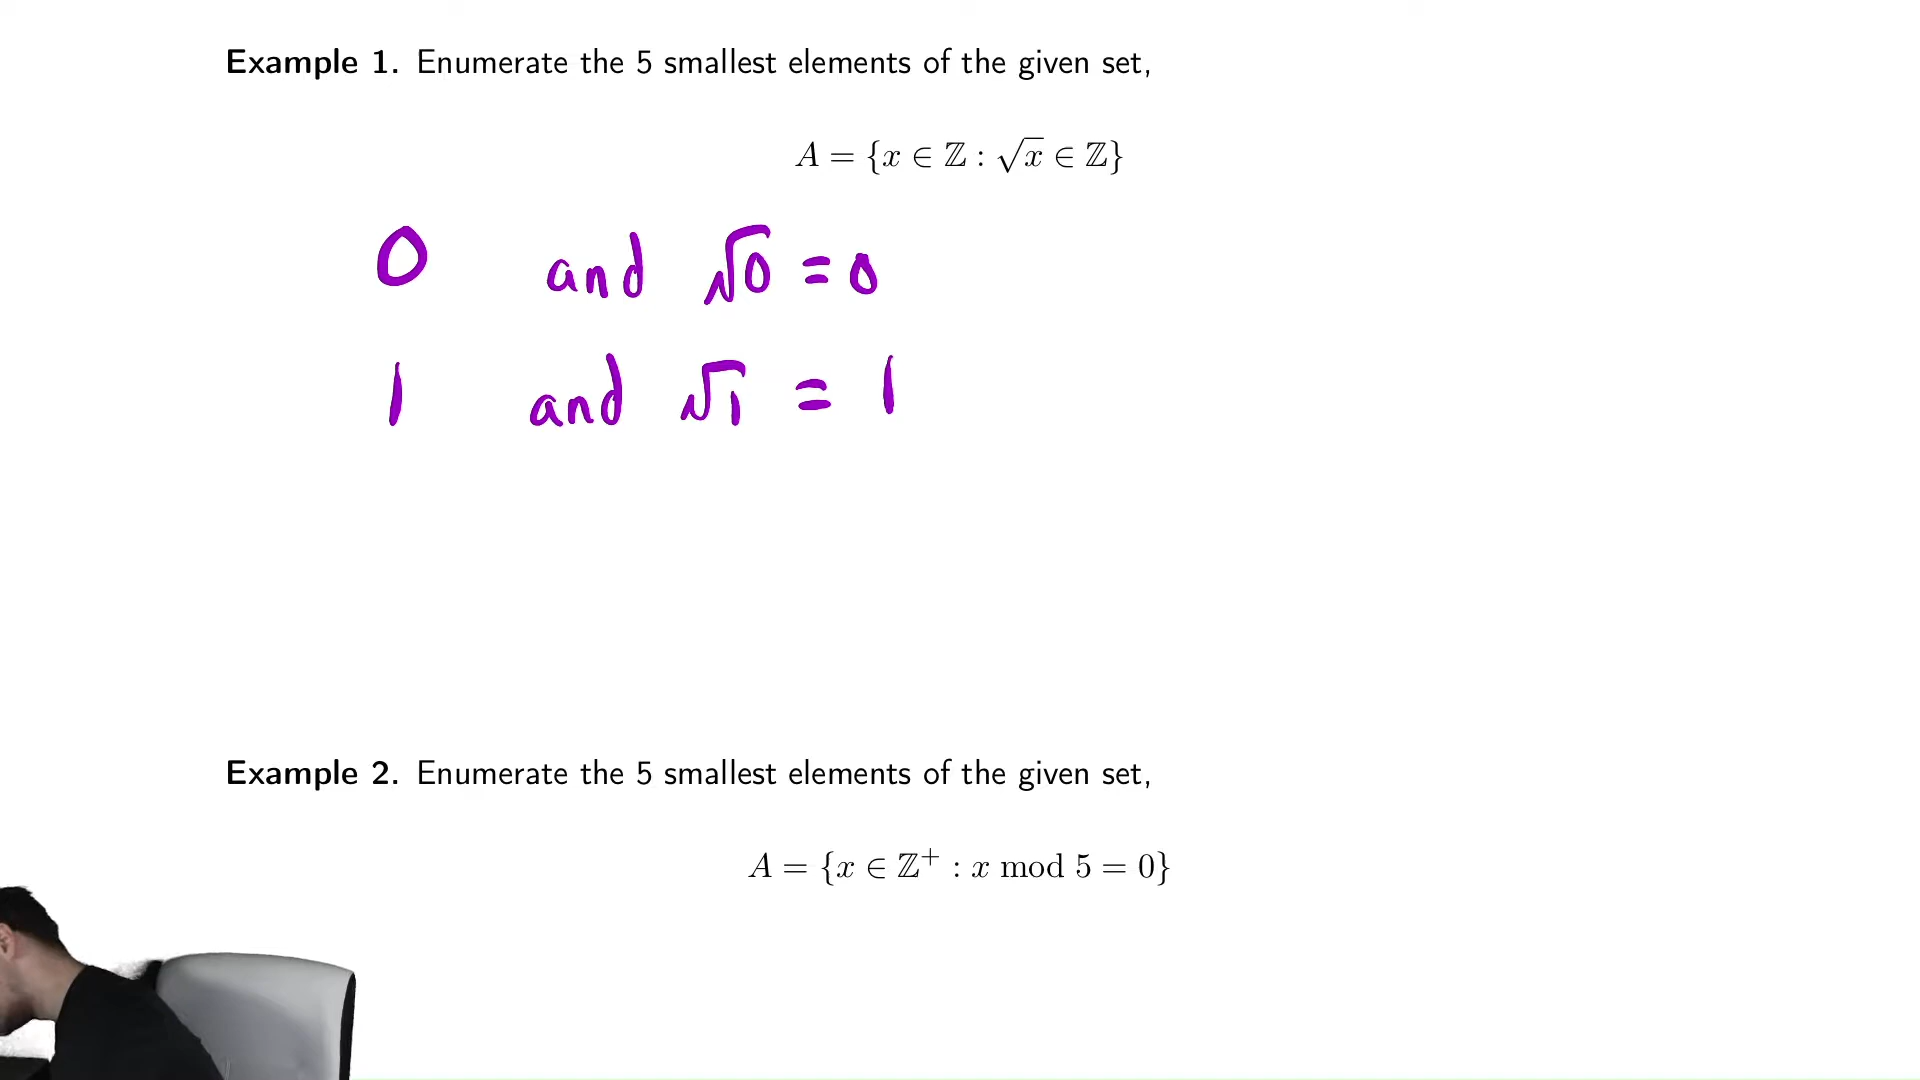 Example 1. Enumerate the 5 smallest elements of the given set,
A = {x ∈ ℤ : √x ∈ ℤ}
0 and √0 = 0
1 and √1 = 1
Example 2. Enumerate the 5 smallest elements of the given set,
A = {x ∈ ℤ⁺ : x mod 5 = 0}